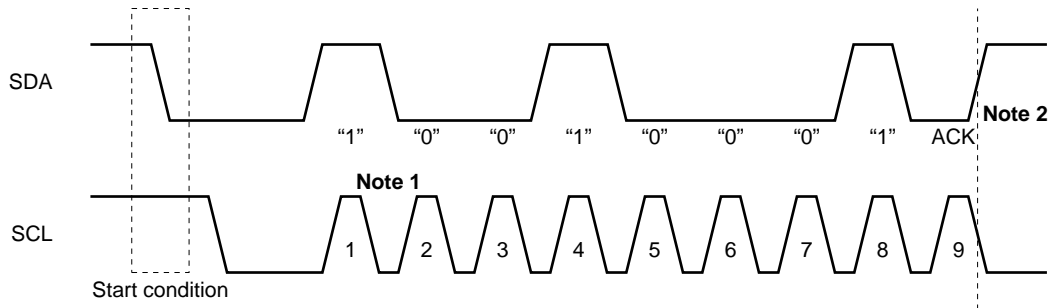 SDA
Note 2
“1” “0” “0” “1” “0” “0” “0” “1” ACK
Note 1
SCL
1 2 3 4 5 6 7 8 9
Start condition